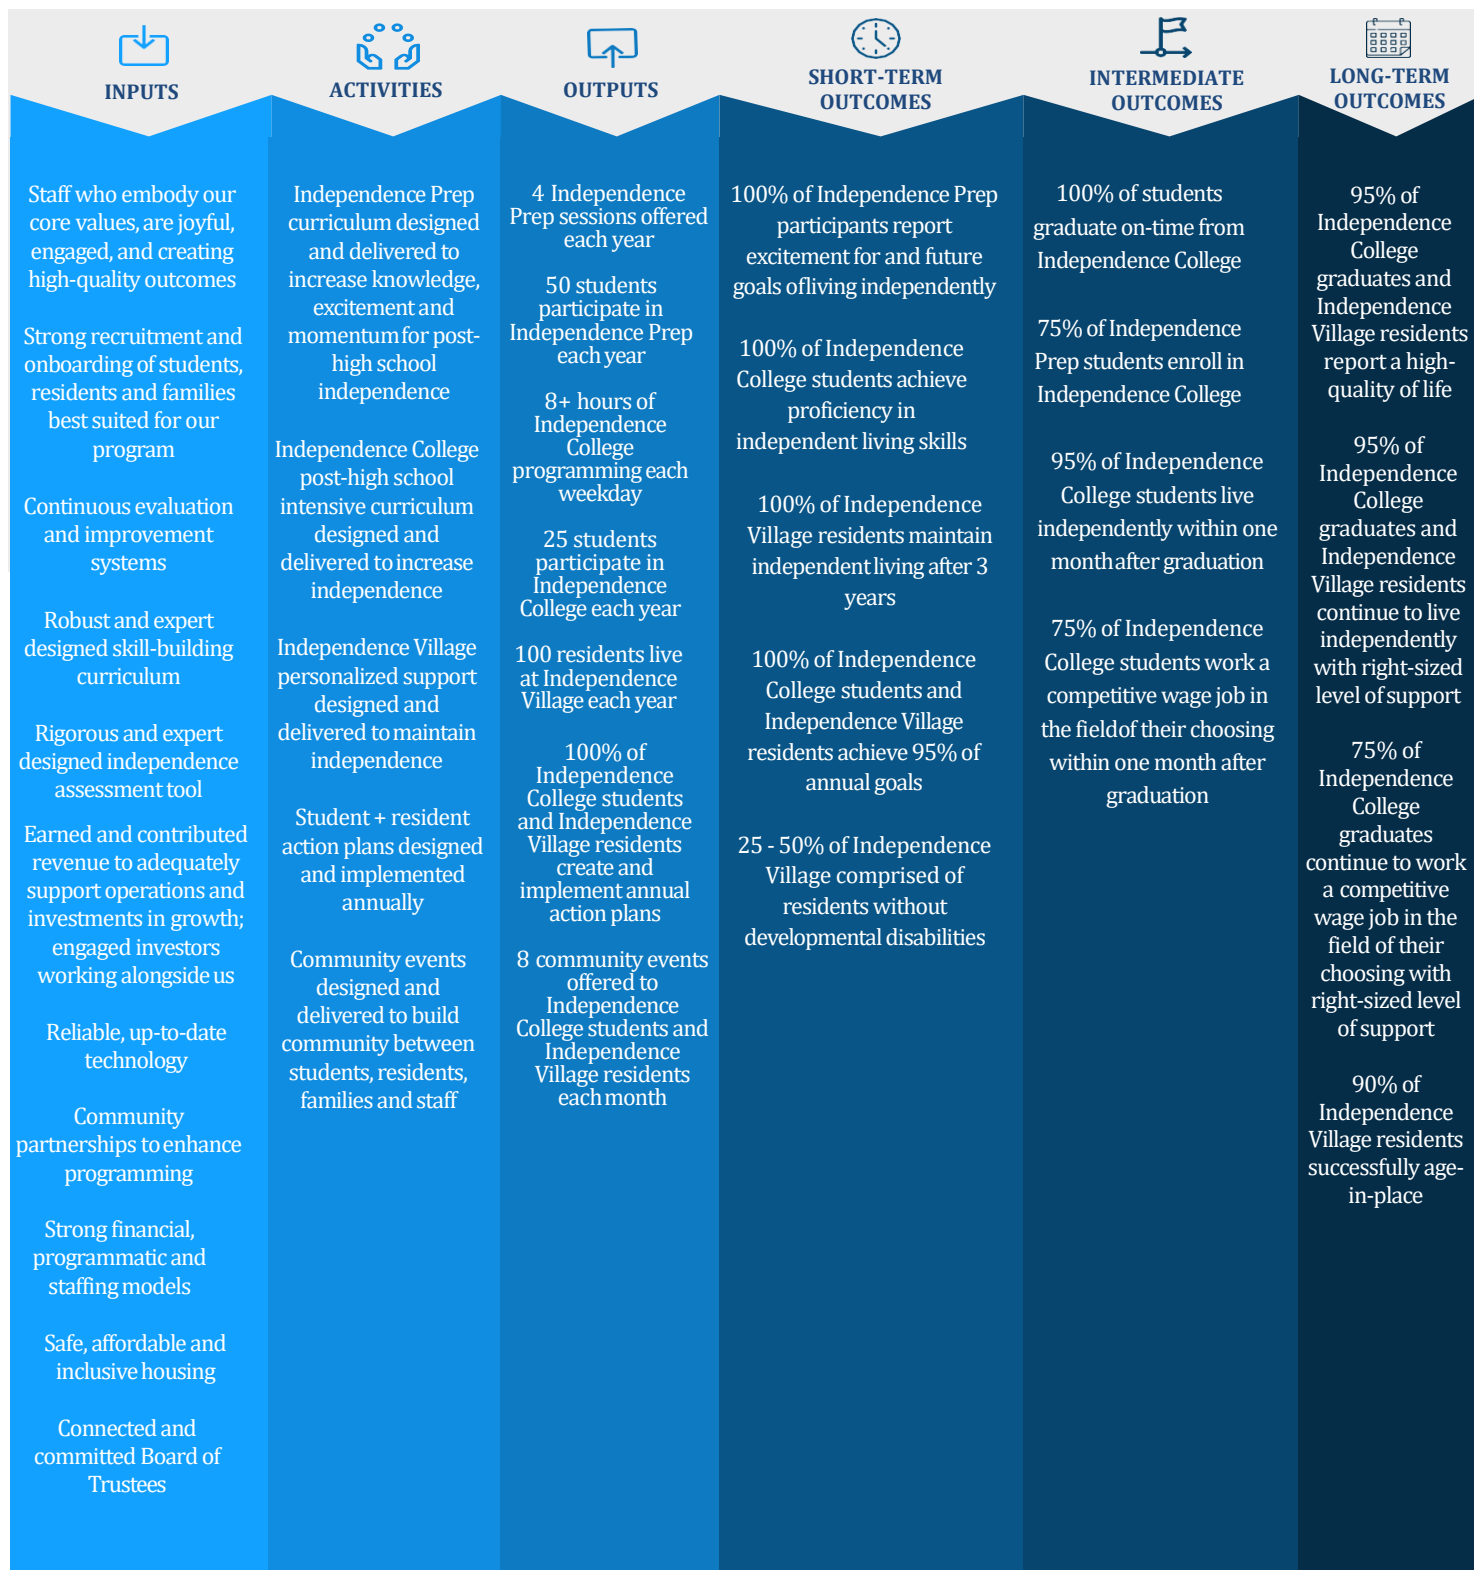 INPUTS
Staff who embody our
core values, are joyful,
engaged, and creating
high-quality outcomes
Strong recruitment and
onboarding of students,
residents and families
best suited for our
program
Continuous evaluation
and improvement
systems
Robust and expert
designed skill-building
curriculum
Rigorous and expert
designed independence
assessment tool
Earned and contributed
revenue to adequately
support operations and
investments in growth;
engaged investors
working alongside us
Reliable, up-to-date
technology
Community
partnerships to enhance
programming
Strong financial,
programmatic and
staffing models
Safe, affordable and
inclusive housing
Connected and
committed Board of
Trustees
ACTIVITIES
Independence Prep
curriculum designed
and delivered to
increase knowledge,
excitement and
momentum for post-
high school
independence
Independence College
post-high school
intensive curriculum
designed and
delivered to increase
independence
Independence Village
personalized support
designed and
delivered to maintain
independence
Student + resident
action plans designed
and implemented
annually
Community events
designed and
delivered to build
community between
students, residents,
families and staff
OUTPUTS
4 Independence
Prep sessions offered
each year
50 students
participate in
Independence Prep
each year
8+ hours of
Independence
College
programming each
weekday
25 students
participate in
Independence
College each year
100 residents live
at Independence
Village each year
100% of
Independence
College students
and Independence
Village residents
create and
implement annual
action plans
8 community events
offered to
Independence
College students and
Independence
Village residents
each month
SHORT-TERM
OUTCOMES
100% of Independence Prep
participants report
excitement for and future
goals ofliving independently
100% of Independence
College students achieve
proficiency in
independent living skills
100% of Independence
Village residents maintain
independent living after 3
years
100% of Independence
College students and
Independence Village
residents achieve 95% of
annual goals
25 - 50% of Independence
Village comprised of
residents without
developmental disabilities
INTERMEDIATE
OUTCOMES
100% of students
graduate on-time from
Independence College
75% of Independence
Prep students enroll in
Independence College
95% of Independence
College students live
independently within one
month after graduation
75% of Independence
College students work a
competitive wage job in
the fieldof their choosing
within one month after
graduation
LONG-TERM
OUTCOMES
95% of
Independence
College
graduates and
Independence
Village residents
report a high-
quality of life
95% of
Independence
College
graduates and
Independence
Village residents
continue to live
independently
with right-sized
level of support
75% of
Independence
College
graduates
continue to work
a competitive
wage job in the
field of their
choosing with
right-sized level
of support
90% of
Independence
Village residents
successfully age-
in-place